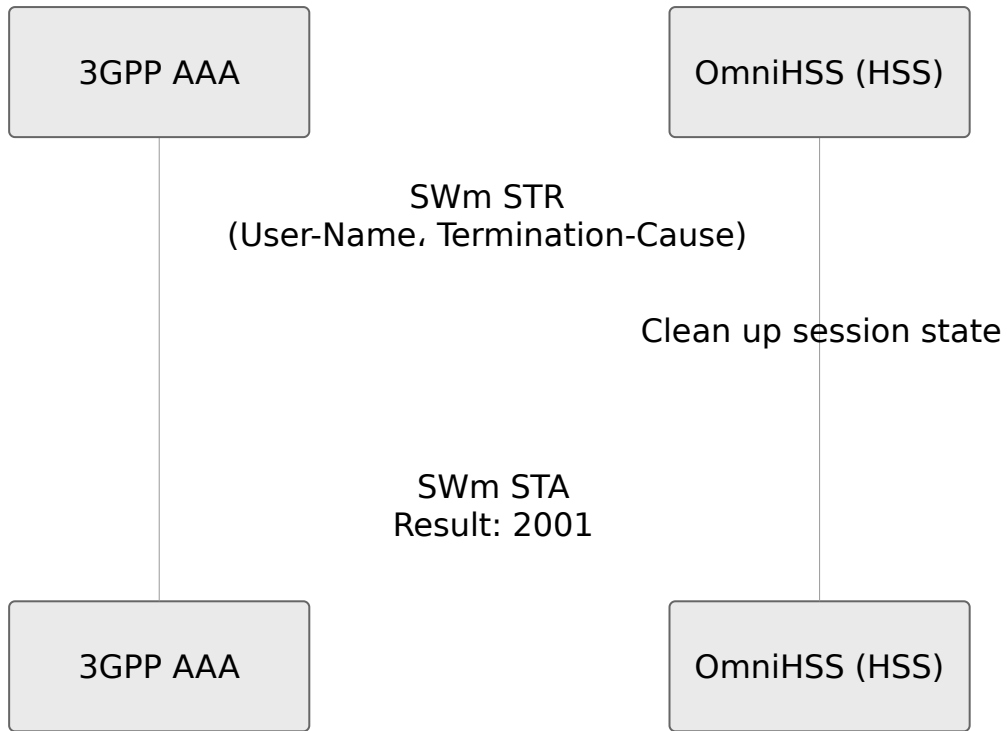 3GPP AAA
OmniHSS (HSS)
SWm STR
(User-Name، Termination-Cause)
Clean up session state
SWm STA
Result: 2001
3GPP AAA
OmniHSS (HSS)